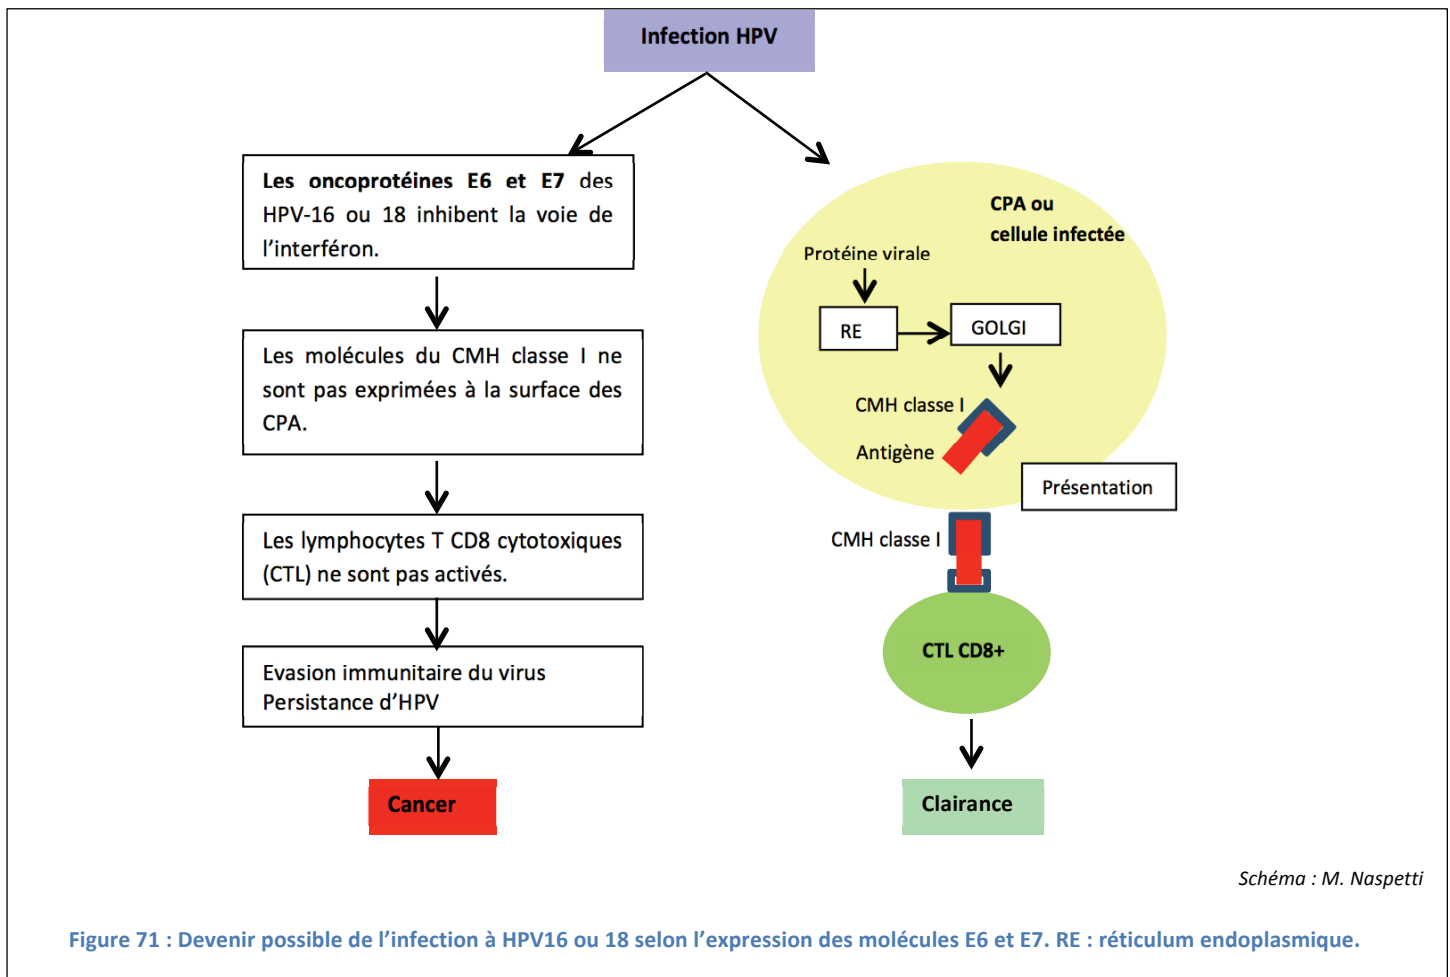 Infection HPV
Les oncoprotéines E6 et E7 des
HPV-16 ou 18 inhibent la voie de
l’interféron.
Les molécules du CMH classe I ne
sont pas exprimées à la surface des
CPA.
Les lymphocytes T CD8 cytotoxiques
(CTL) ne sont pas activés.
Evasion immunitaire du virus
Persistance d’HPV
Cancer
CPA ou
cellule infectée
Protéine virale
RE
GOLGI
CMH classe I
Antigène
Présentation
CMH classe I
CTL CD8+
Clairance
Schéma : M. Naspetti
Figure 71 : Devenir possible de l’infection à HPV16 ou 18 selon l’expression des molécules E6 et E7. RE : réticulum endoplasmique.